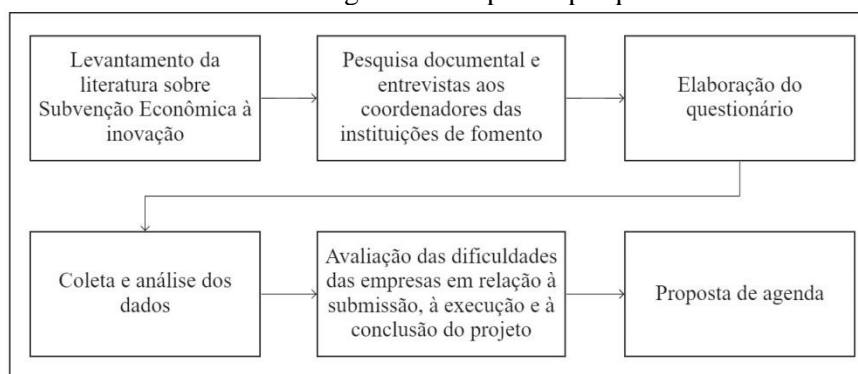 Levantamento da
literatura sobre
Subvenção Econômica à
inovação
Pesquisa documental e
entrevistas aos
coordenadores das
instituições de fomento
Elaboração do
questionário
Coleta e análise dos
dados
Avaliação das dificuldades
das empresas em relação à
submissão, à execução e à
conclusão do projeto
Proposta de agenda